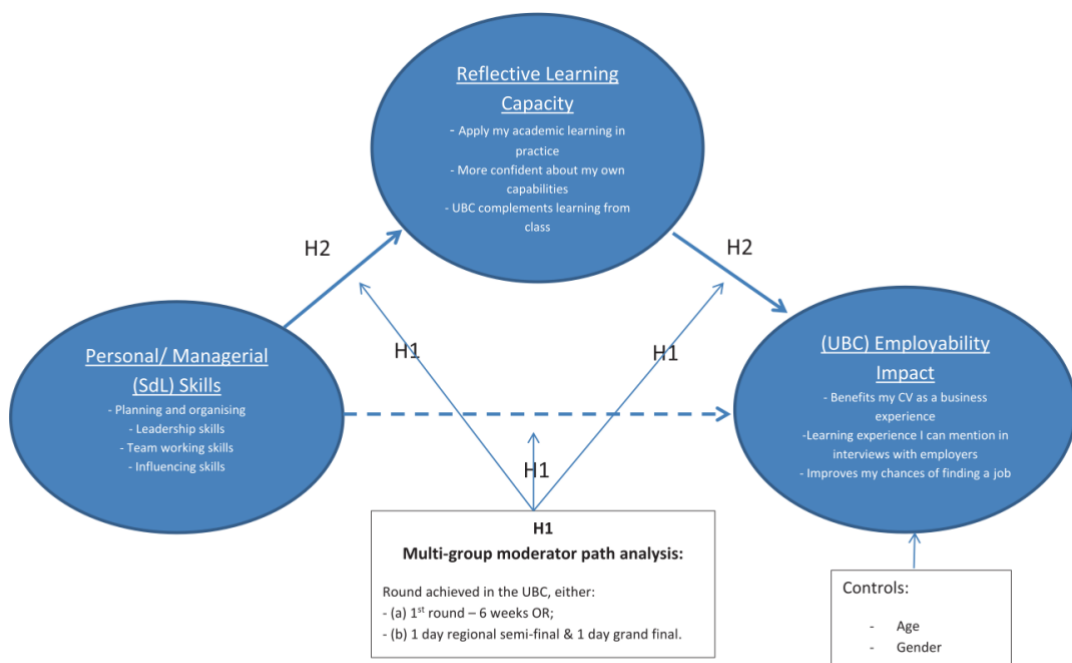 Reflective Learning
Capacity
- Apply my academic learning in
practice
- More confident about my own
capabilities
- UBC complements learning from
class
H2
H2
H1
H1
Personal/ Managerial
(SdL) Skills
- Planning and organising
- Leadership skills
- Team working skills
- Influencing skills
(UBC) Employability
Impact
- Benefits my CV as a business
experience
-Learning experience I can mention in
interviews with employers
- Improves my chances of finding a job
H1
H1
Multi-group moderator path analysis:
Round achieved in the UBC, either:
- (a) 1st round – 6 weeks OR;
- (b) 1 day regional semi-final & 1 day grand final.
Controls:
- Age
- Gender